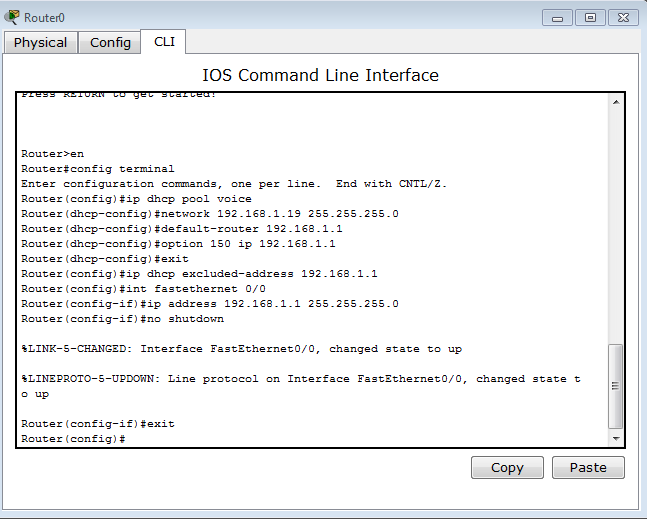 Router0
Physical Config CLI
IOS Command Line Interface
Press RETURN to get started!
Router>en
Router#config terminal
Enter configuration commands, one per line.  End with CNTL/Z.
Router(config)#ip dhcp pool voice
Router(dhcp-config)#network 192.168.1.19 255.255.255.0
Router(dhcp-config)#default-router 192.168.1.1
Router(dhcp-config)#option 150 ip 192.168.1.1
Router(dhcp-config)#exit
Router(config)#ip dhcp excluded-address 192.168.1.1
Router(config)#int fastethernet 0/0
Router(config-if)#ip address 192.168.1.1 255.255.255.0
Router(config-if)#no shutdown
%LINK-5-CHANGED: Interface FastEthernet0/0, changed state to up
%LINEPROTO-5-UPDOWN: Line protocol on Interface FastEthernet0/0, changed state t
o up
Router(config-if)#exit
Router(config)#
Copy Paste